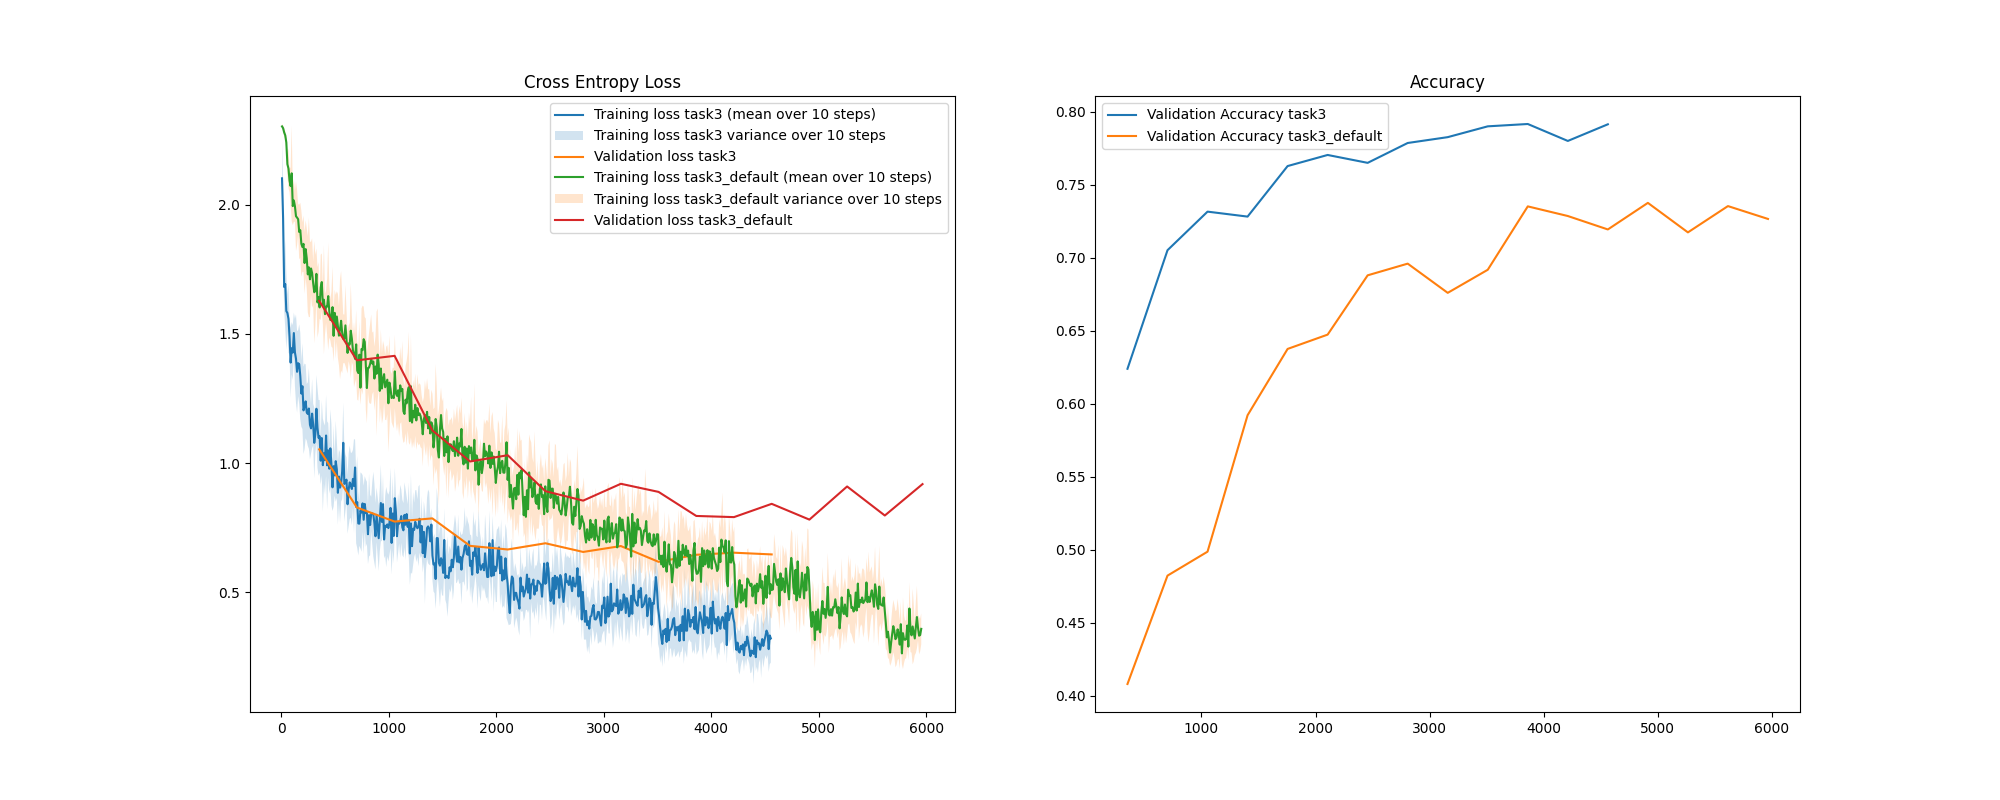 Cross Entropy Loss
Training loss task3 (mean over 10 steps)
Training loss task3 variance over 10 steps
Validation loss task3
Training loss task3_default (mean over 10 steps)
Training loss task3_default variance over 10 steps
Validation loss task3_default
2.0
1.5
1.0
0.5
0
1000
2000
3000
4000
5000
6000
Accuracy
Validation Accuracy task3
Validation Accuracy task3_default
0.80
0.75
0.70
0.65
0.60
0.55
0.50
0.45
0.40
1000
2000
3000
4000
5000
6000